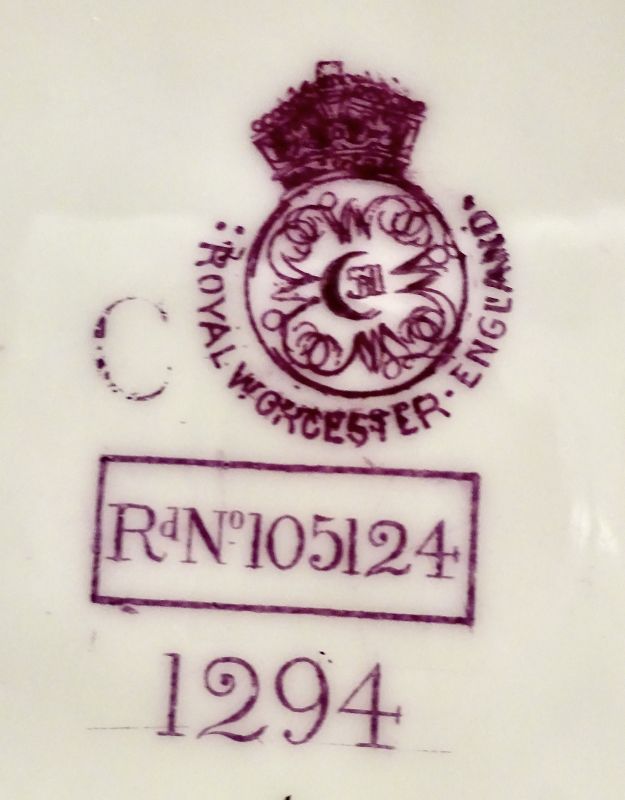 51
ROYAL WORCESTER · ENGLAND.
C
RdNo105124
1294